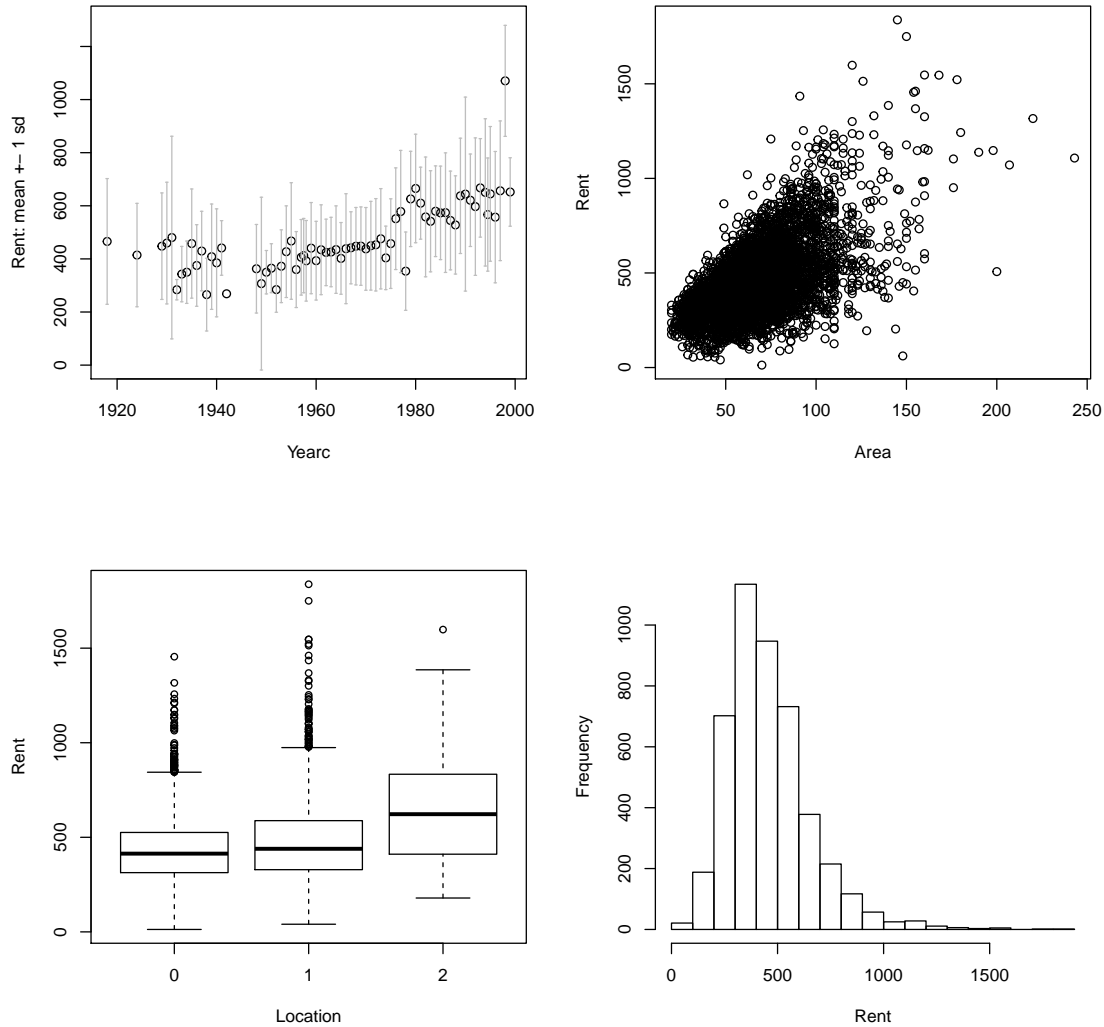 Rent: mean +− 1 sd
0 200 400 600 800 1000
1920 1940 1960 1980 2000
Yearc
Rent
0 500 1000 1500
50 100 150 200 250
Area
Rent
0 500 1000 1500
0 1 2
Location
Frequency
0 200 400 600 800 1000
0 500 1000 1500
Rent